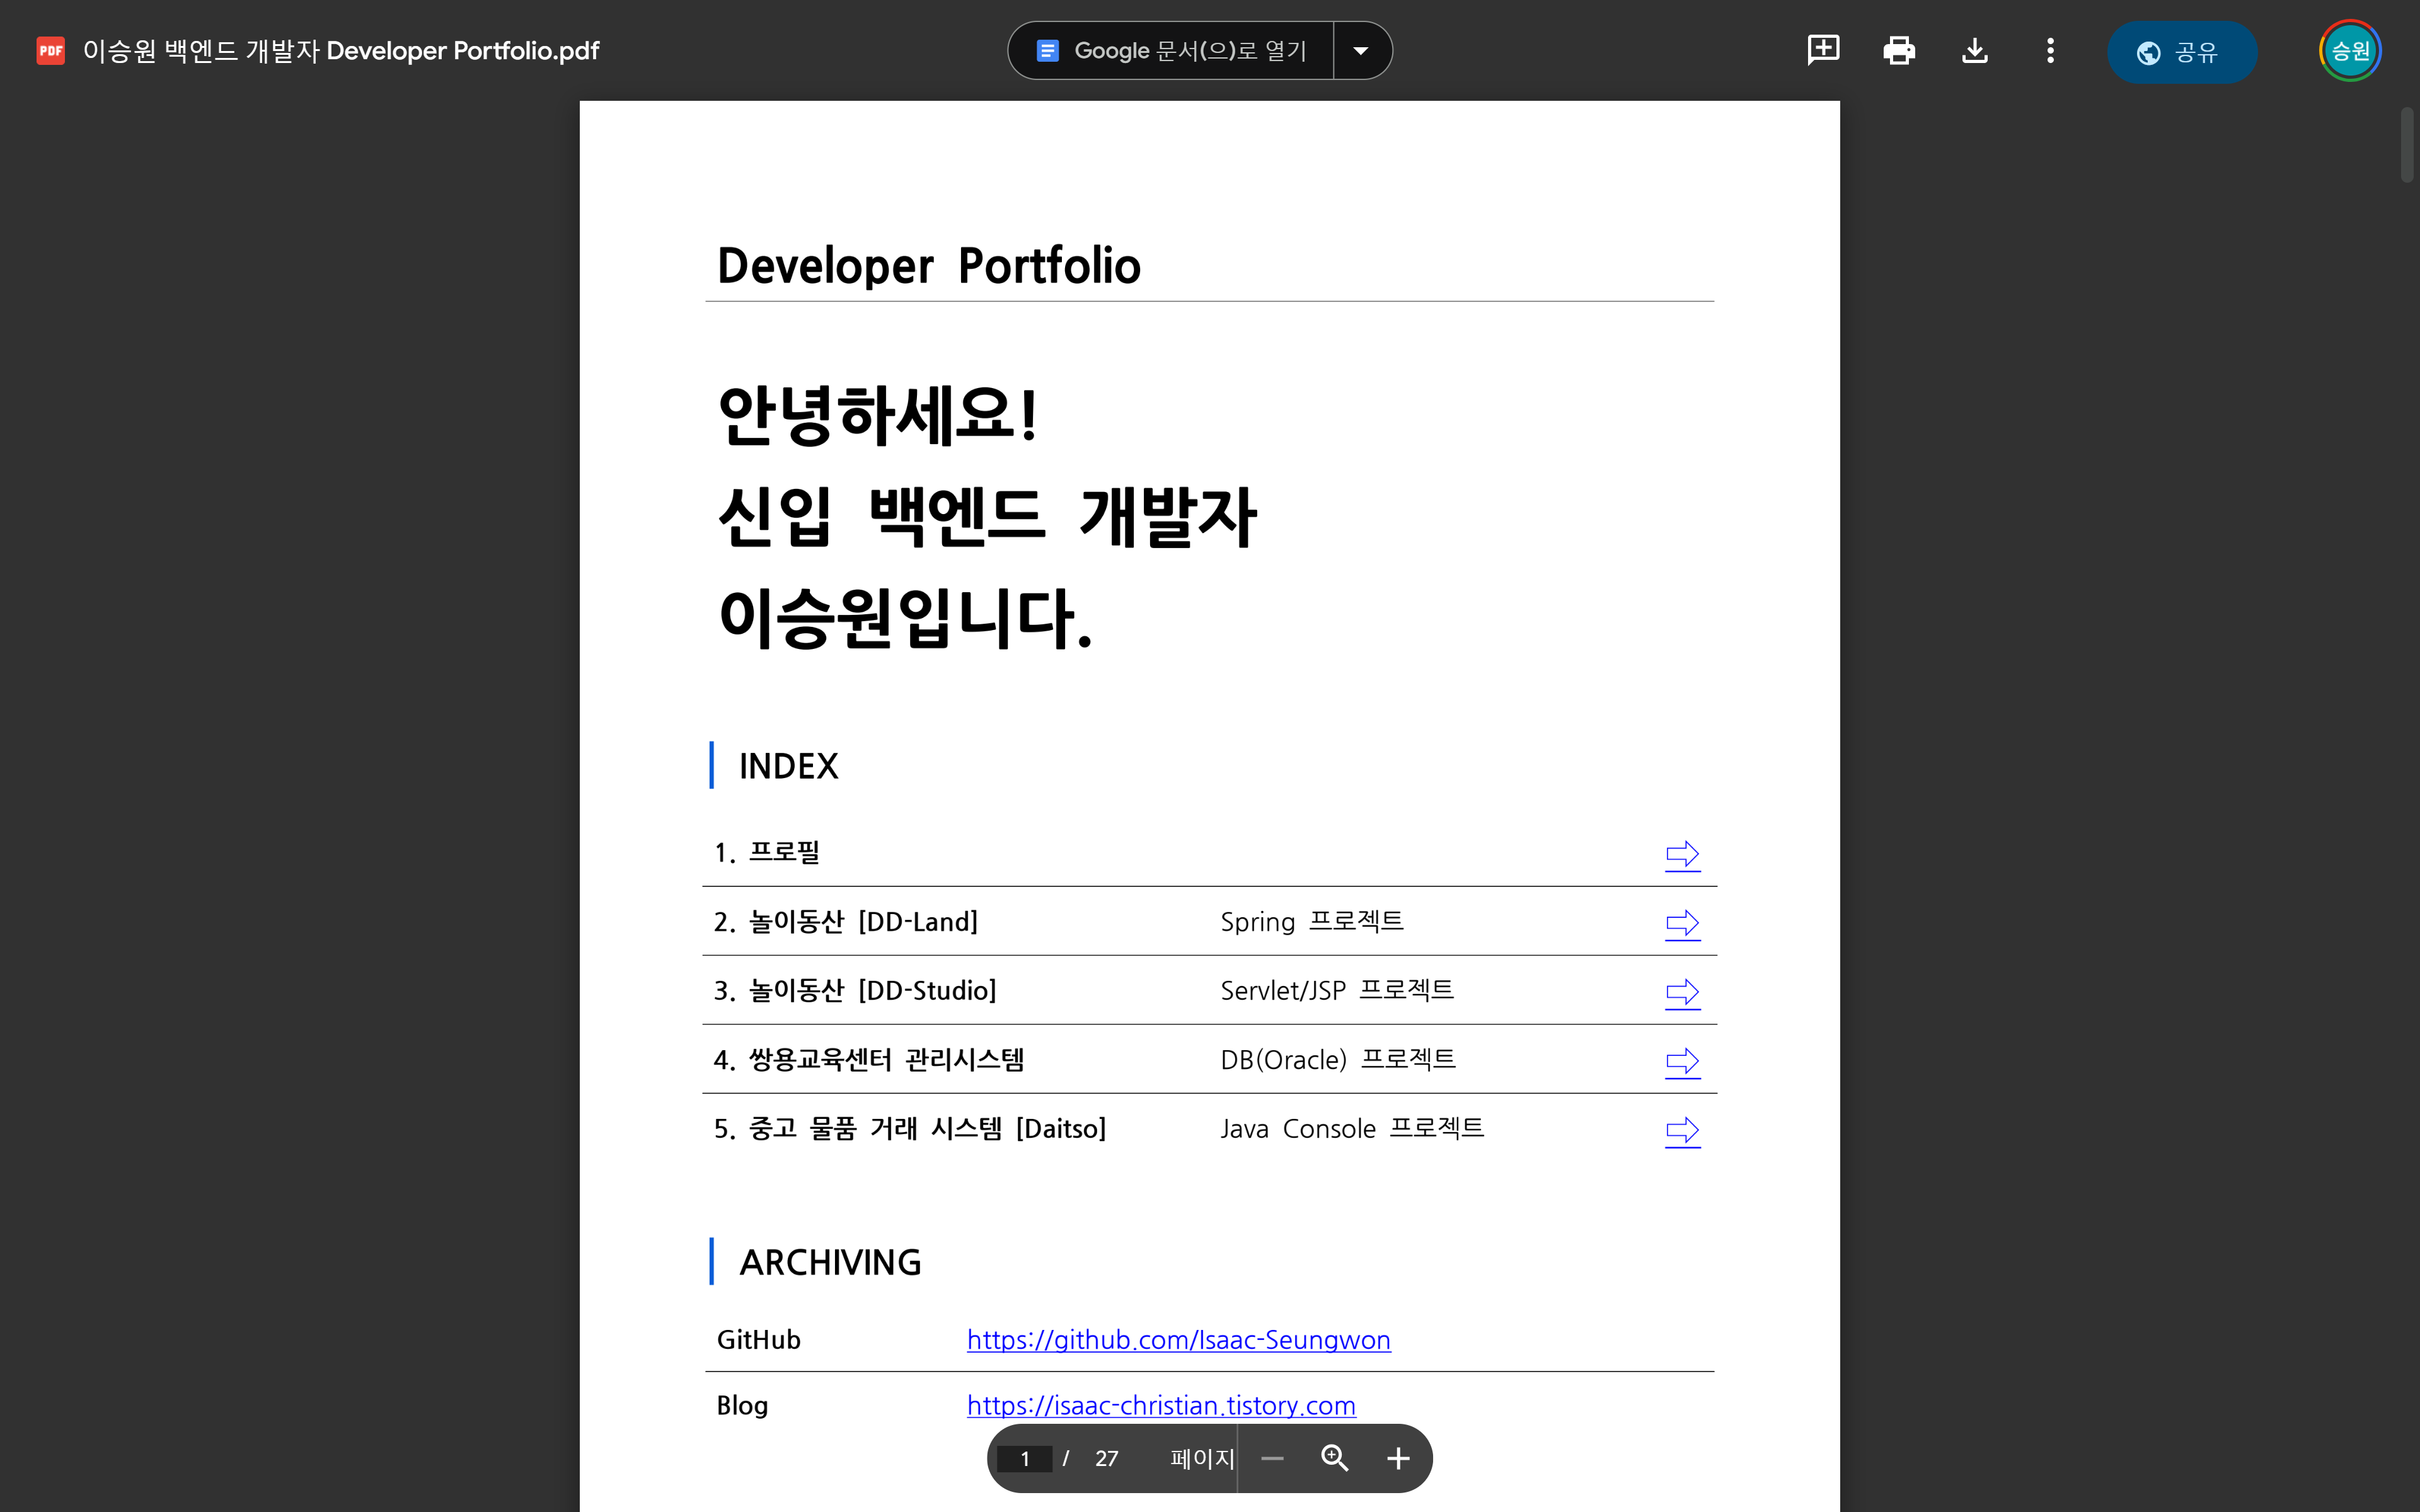 PDF 이승원 백엔드 개발자 Developer Portfolio.pdf
Google 문서(으)로 열기
공유
승원
Developer Portfolio
안녕하세요!
신입 백엔드 개발자
이승원입니다.
INDEX
1. 프로필 ⇨
2. 놀이동산 [DD-Land] Spring 프로젝트 ⇨
3. 놀이동산 [DD-Studio] Servlet/JSP 프로젝트 ⇨
4. 쌍용교육센터 관리시스템 DB(Oracle) 프로젝트 ⇨
5. 중고 물품 거래 시스템 [Daitso] Java Console 프로젝트 ⇨
ARCHIVING
GitHub https://github.com/Isaac-Seungwon
Blog https://isaac-christian.tistory.com
1 / 27 페이지